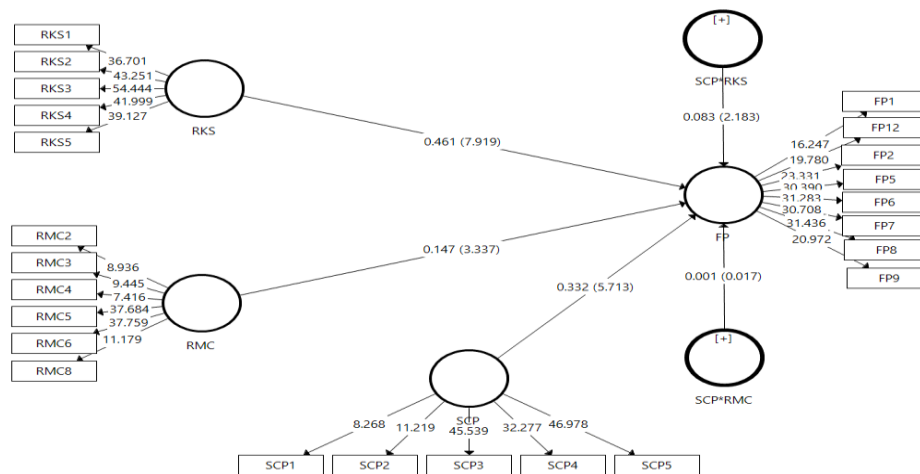 RKS1
RKS2
RKS3
RKS4
RKS5
36.701
43.251
54.444
41.999
39.127
RKS
0.461 (7.919)
[+]
SCP*RKS
0.083 (2.183)
FP1
FP12
FP2
FP5
FP6
FP7
FP8
FP9
16.247
19.780
23.331
30.390
31.283
30.708
31.436
20.972
FP
RMC2
RMC3
RMC4
RMC5
RMC6
RMC8
8.936
9.445
7.416
37.684
37.759
11.179
RMC
0.147 (3.337)
0.332 (5.713)
0.001 (0.017)
[+]
SCP*RMC
SCP
8.268
11.219
45.539
32.277
46.978
SCP1
SCP2
SCP3
SCP4
SCP5